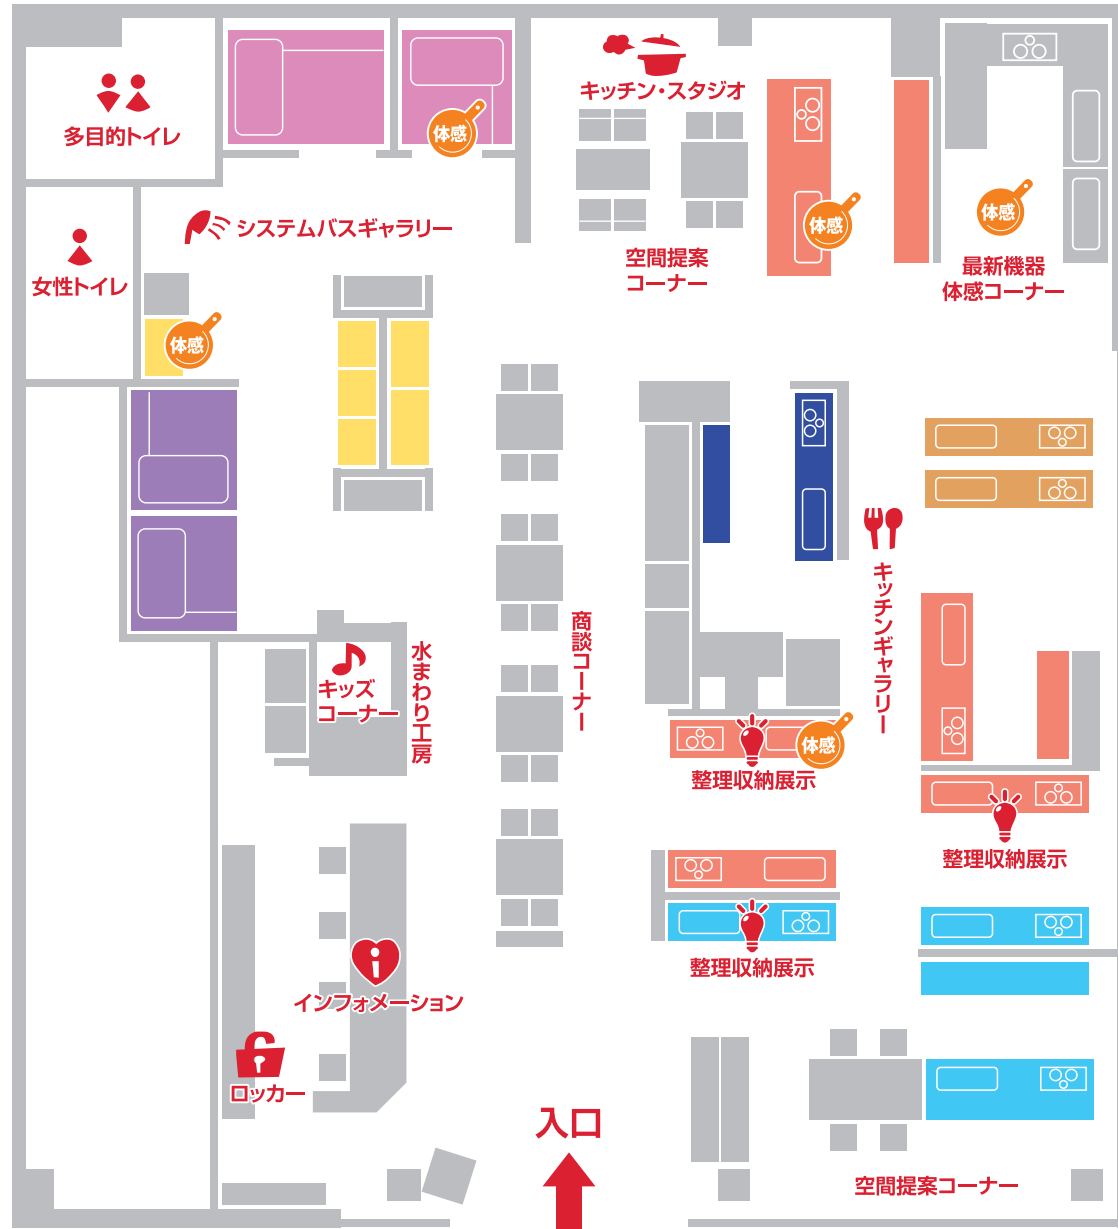 キッチン・スタジオ
多目的トイレ
体感
システムバスギャラリー
体感
体感
空間提案
コーナー
最新機器
体感コーナー
女性トイレ
体感
キッチンギャラリー
商談コーナー
水まわり工房
キッズ
コーナー
体感
整理収納展示
整理収納展示
整理収納展示
インフォメーション
ロッカー
入口
空間提案コーナー